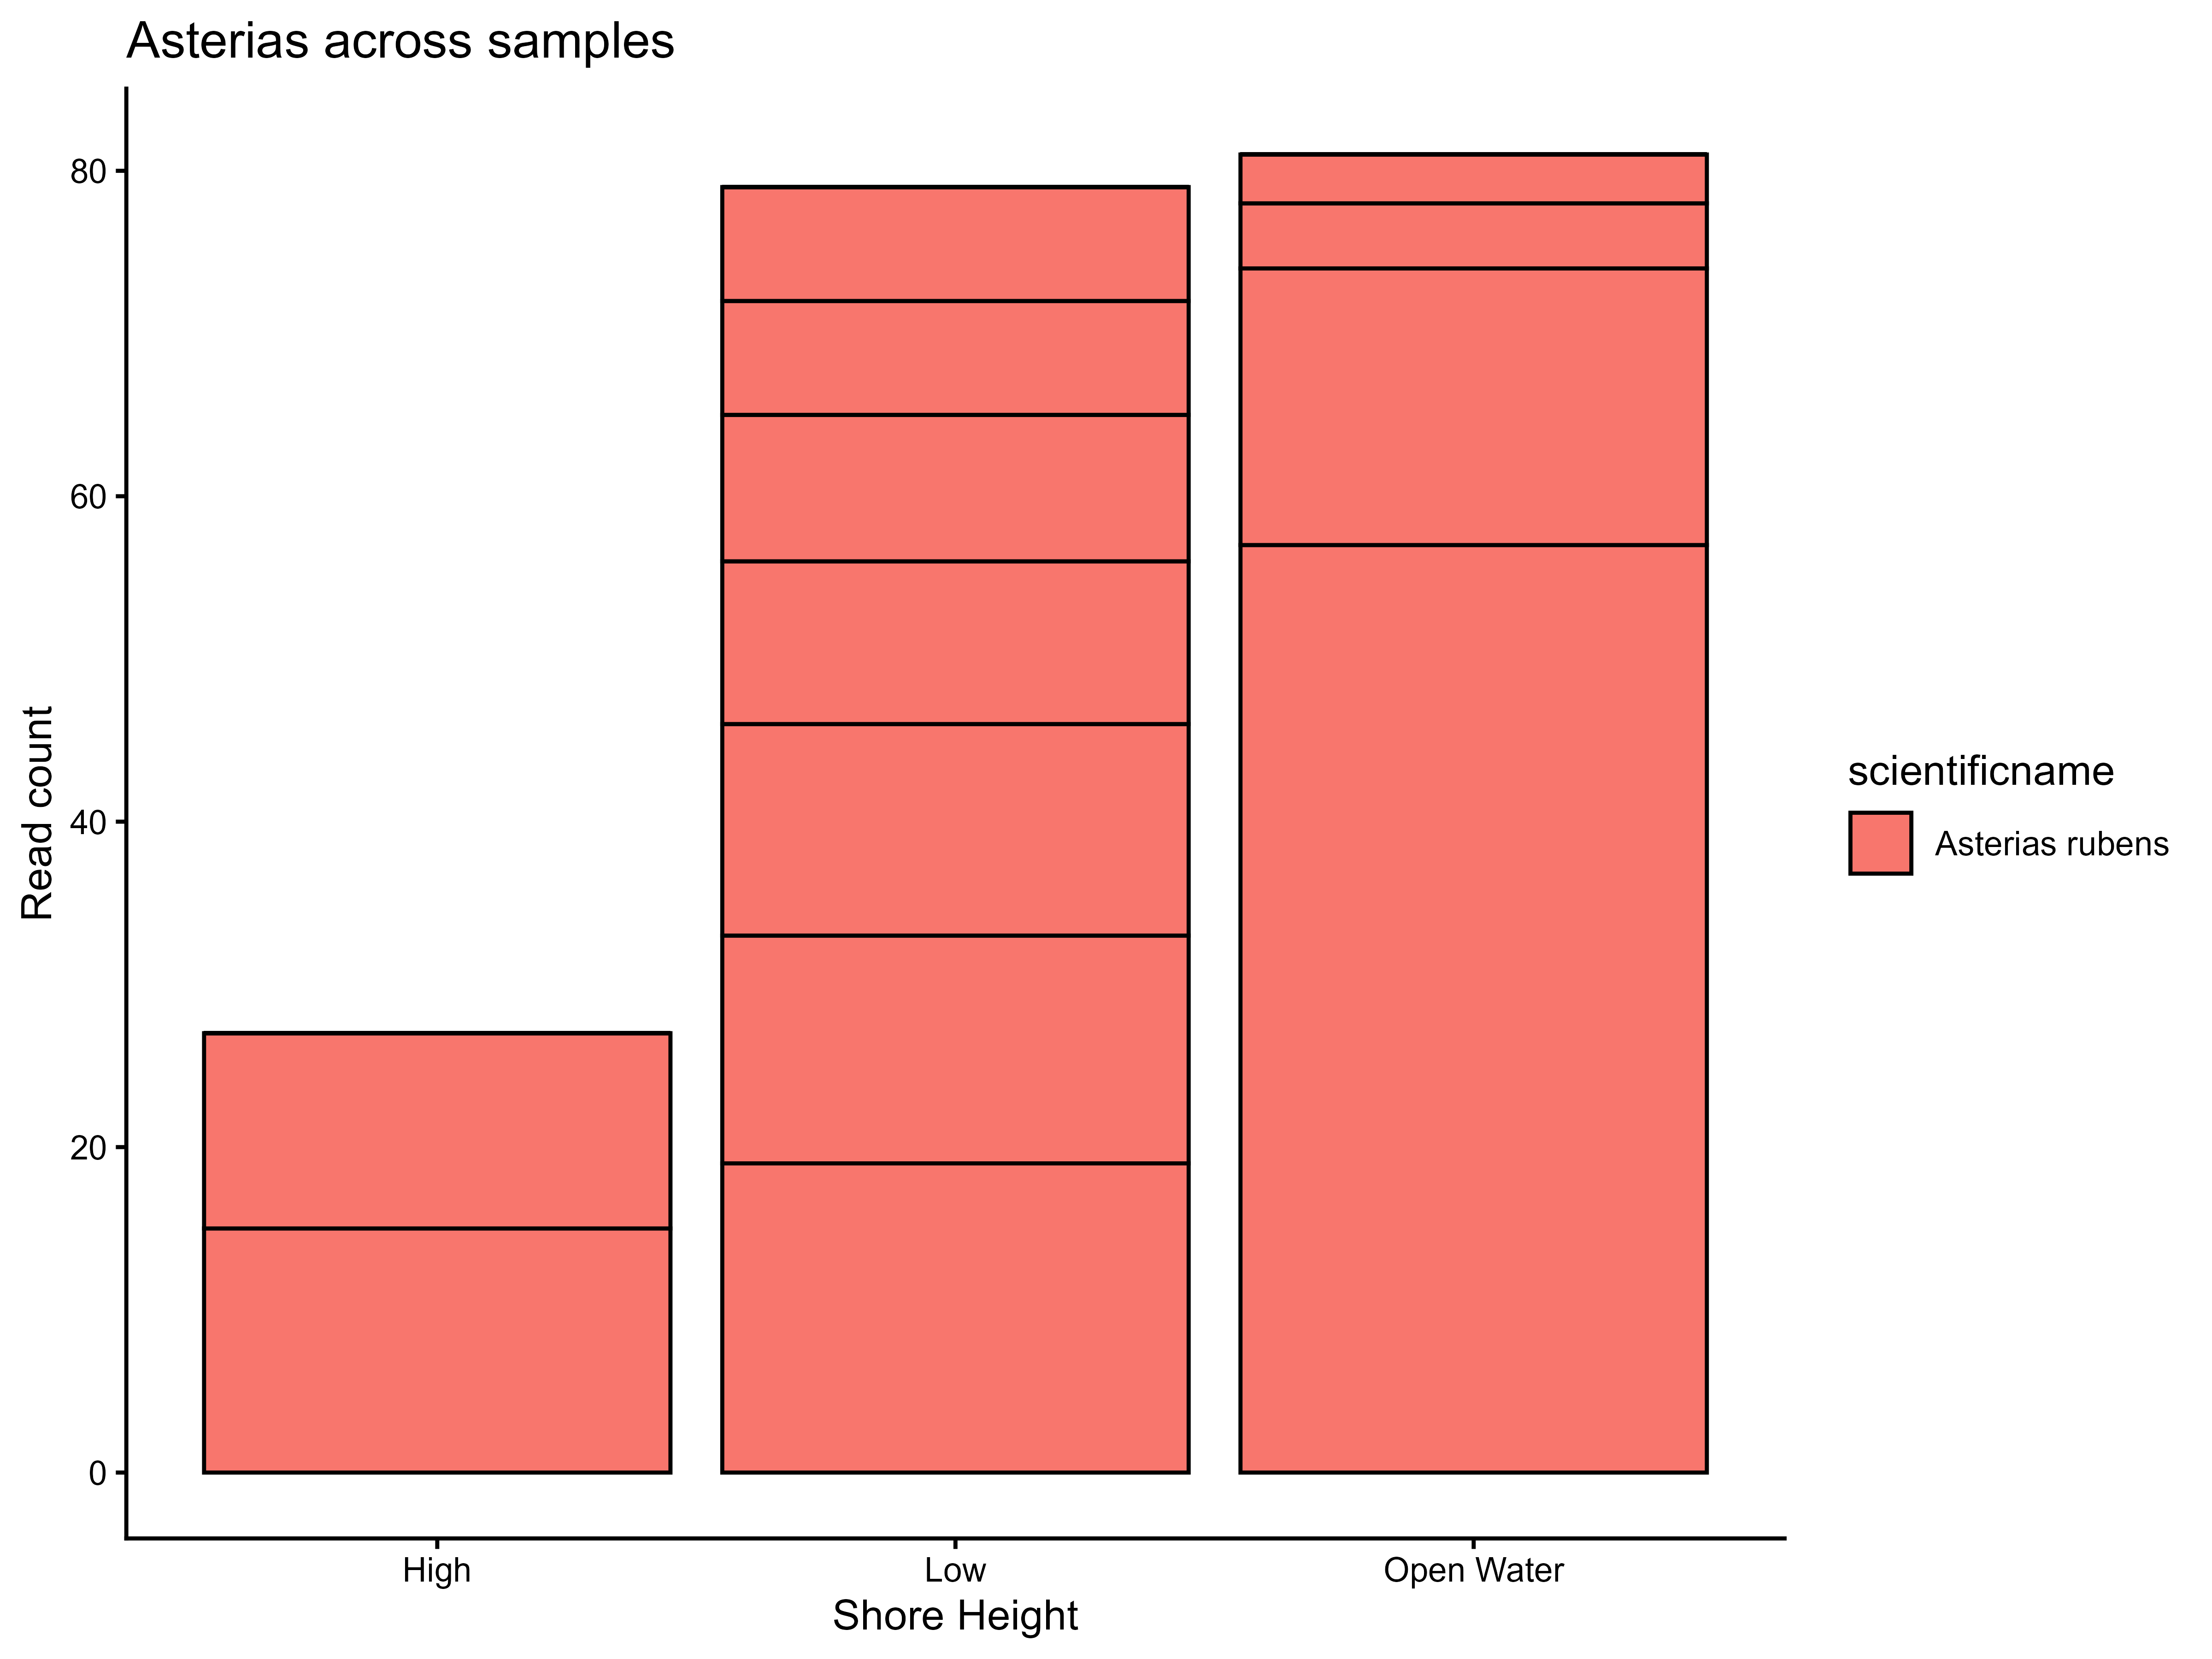 Asterias across samples
80
60
40
20
0
Read count
High
Low
Open Water
Shore Height
scientificname
Asterias rubens